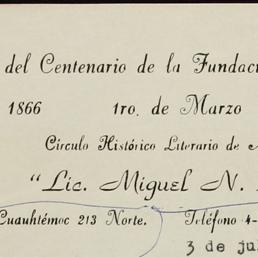 del Centenario de la Fundaci
1866 1ro. de Marzo
Círculo Histórico Literario de
"Lic. Miguel N.
Cuauhtémoc 213 Norte. Teléfono 4-
3 de ju